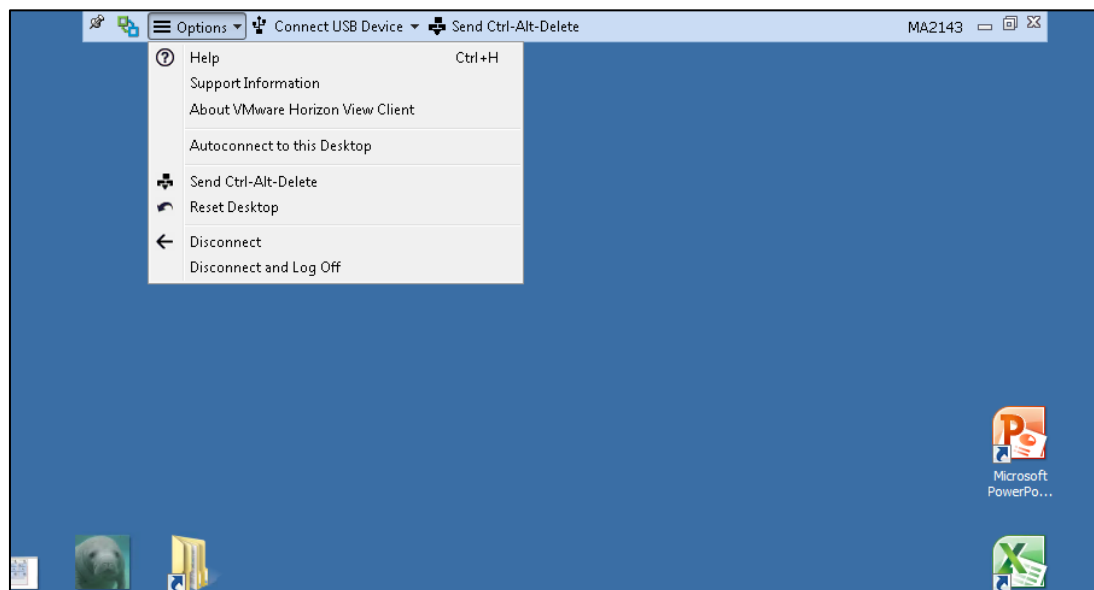 Options Connect USB Device Send Ctrl-Alt-Delete MA2143
Help Ctrl+H
Support Information
About VMware Horizon View Client
Autoconnect to this Desktop
Send Ctrl-Alt-Delete
Reset Desktop
Disconnect
Disconnect and Log Off
Microsoft
PowerPo...